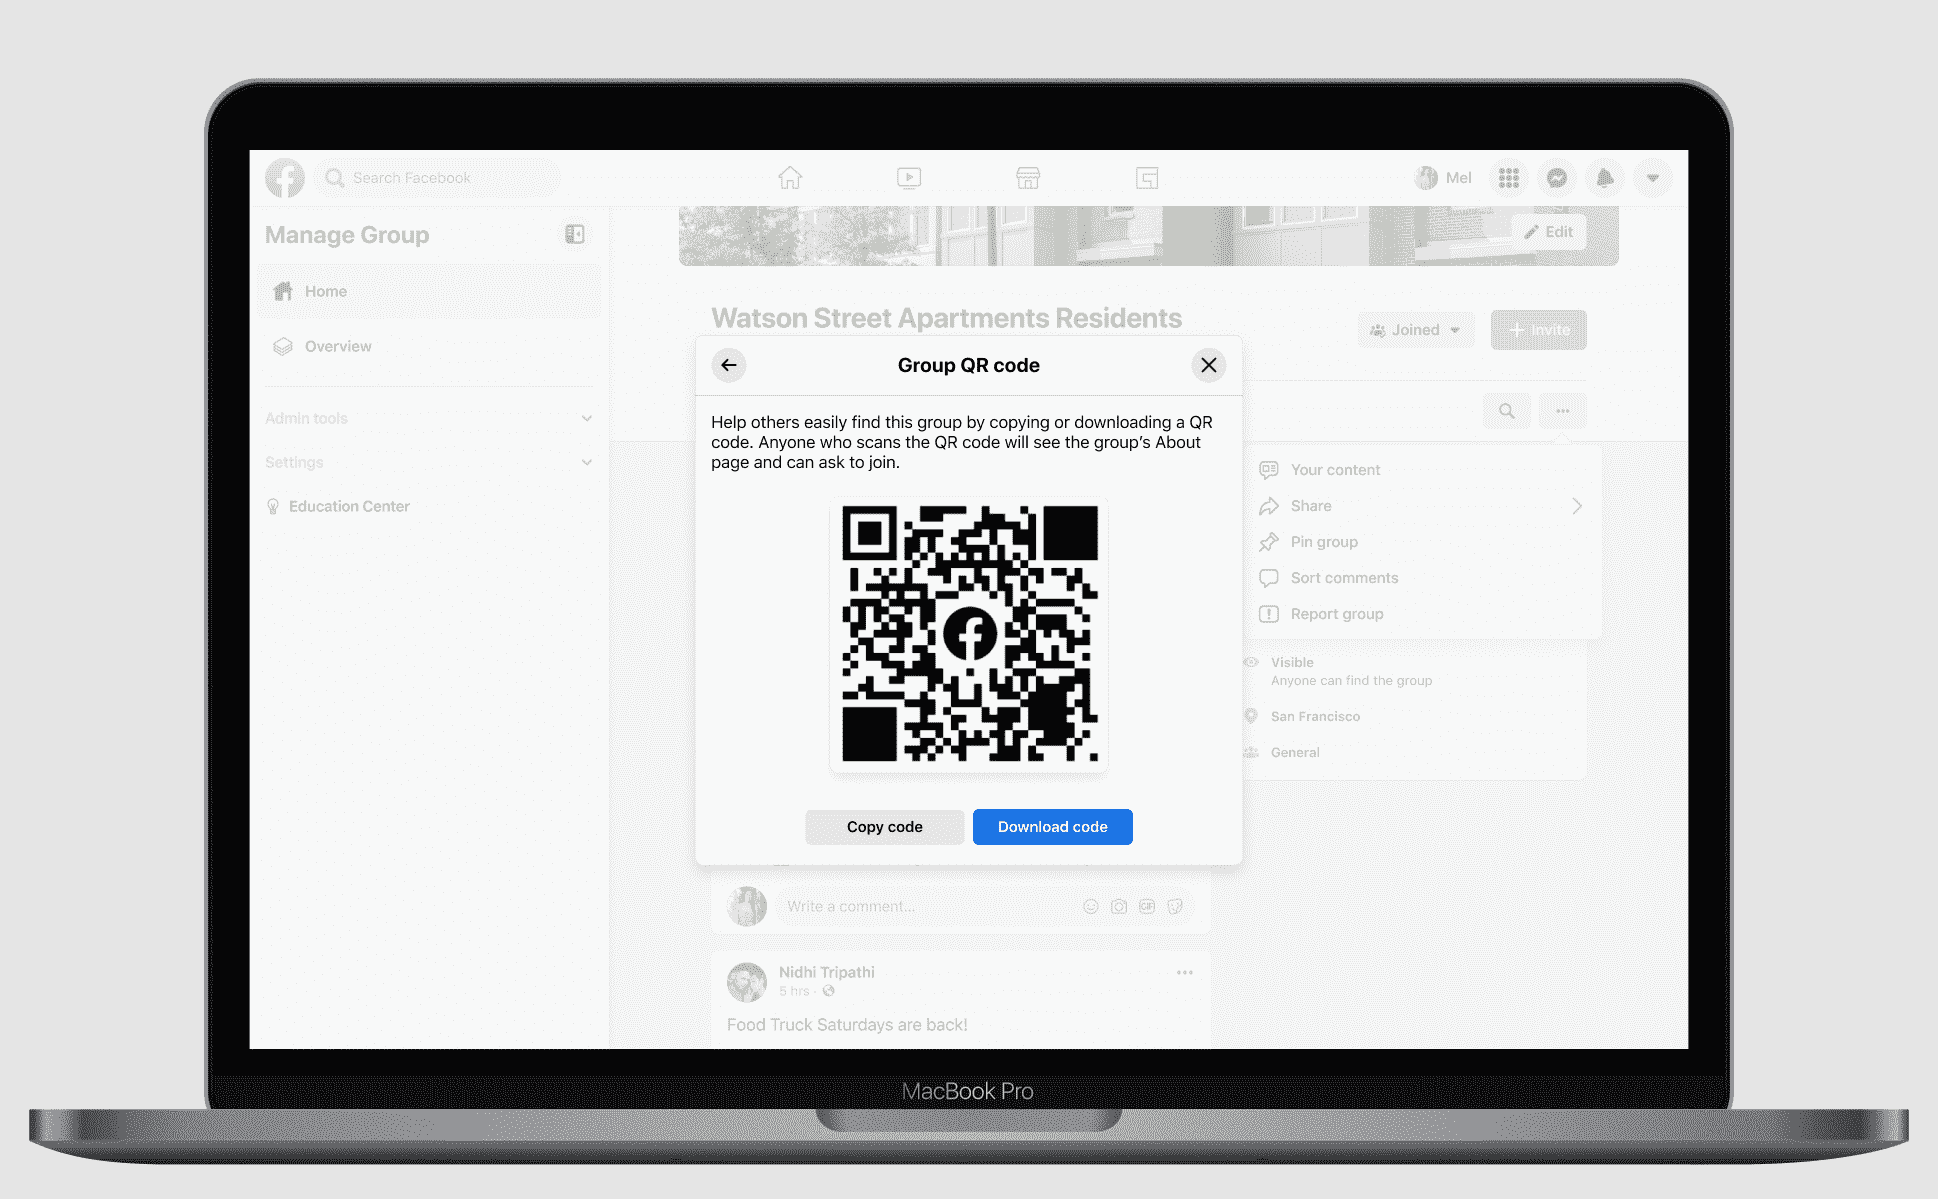 Search Facebook
Mel
Manage Group
Edit
Home
Overview
Admin tools
Settings
Education Center
Watson Street Apartments Residents
Joined
+ Invite
Group QR code
Help others easily find this group by copying or downloading a QR
code. Anyone who scans the QR code will see the group's About
page and can ask to join.
Copy code
Download code
Your content
Share
Pin group
Sort comments
Report group
Visible
Anyone can find the group
San Francisco
General
Write a comment...
GIF
Nidhi Tripathi
5 hrs ·
Food Truck Saturdays are back!
MacBook Pro